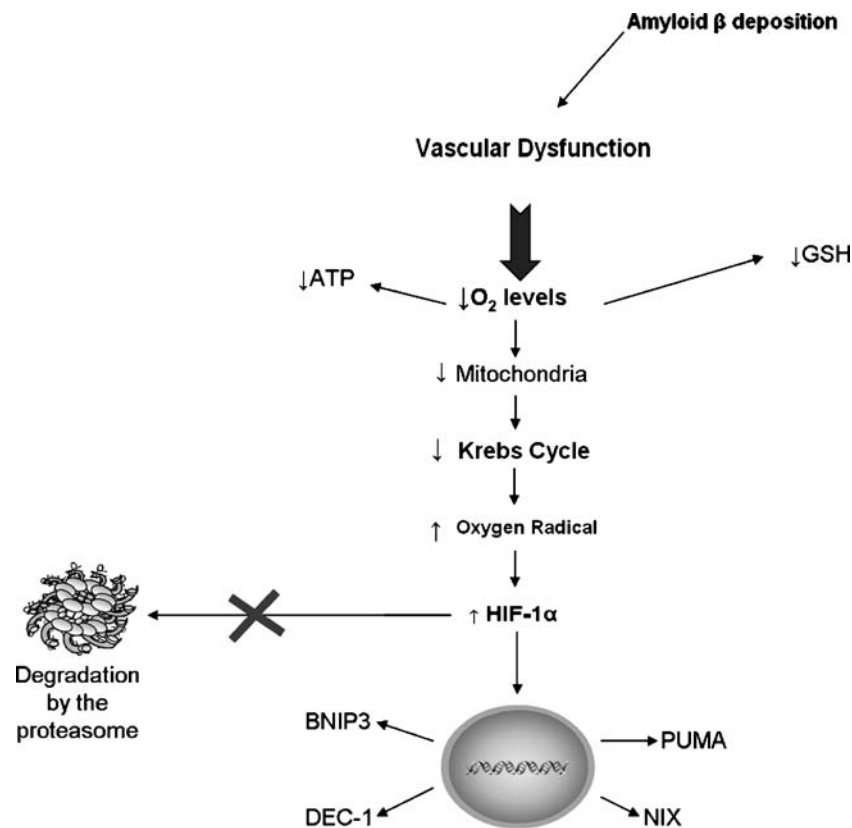 Amyloid β deposition
Vascular Dysfunction
↓GSH
↓ATP
↓O₂ levels
↓ Mitochondria
↓ Krebs Cycle
↑ Oxygen Radical
↑ HIF-1α
Degradation
by the
proteasome
BNIP3
PUMA
DEC-1
NIX